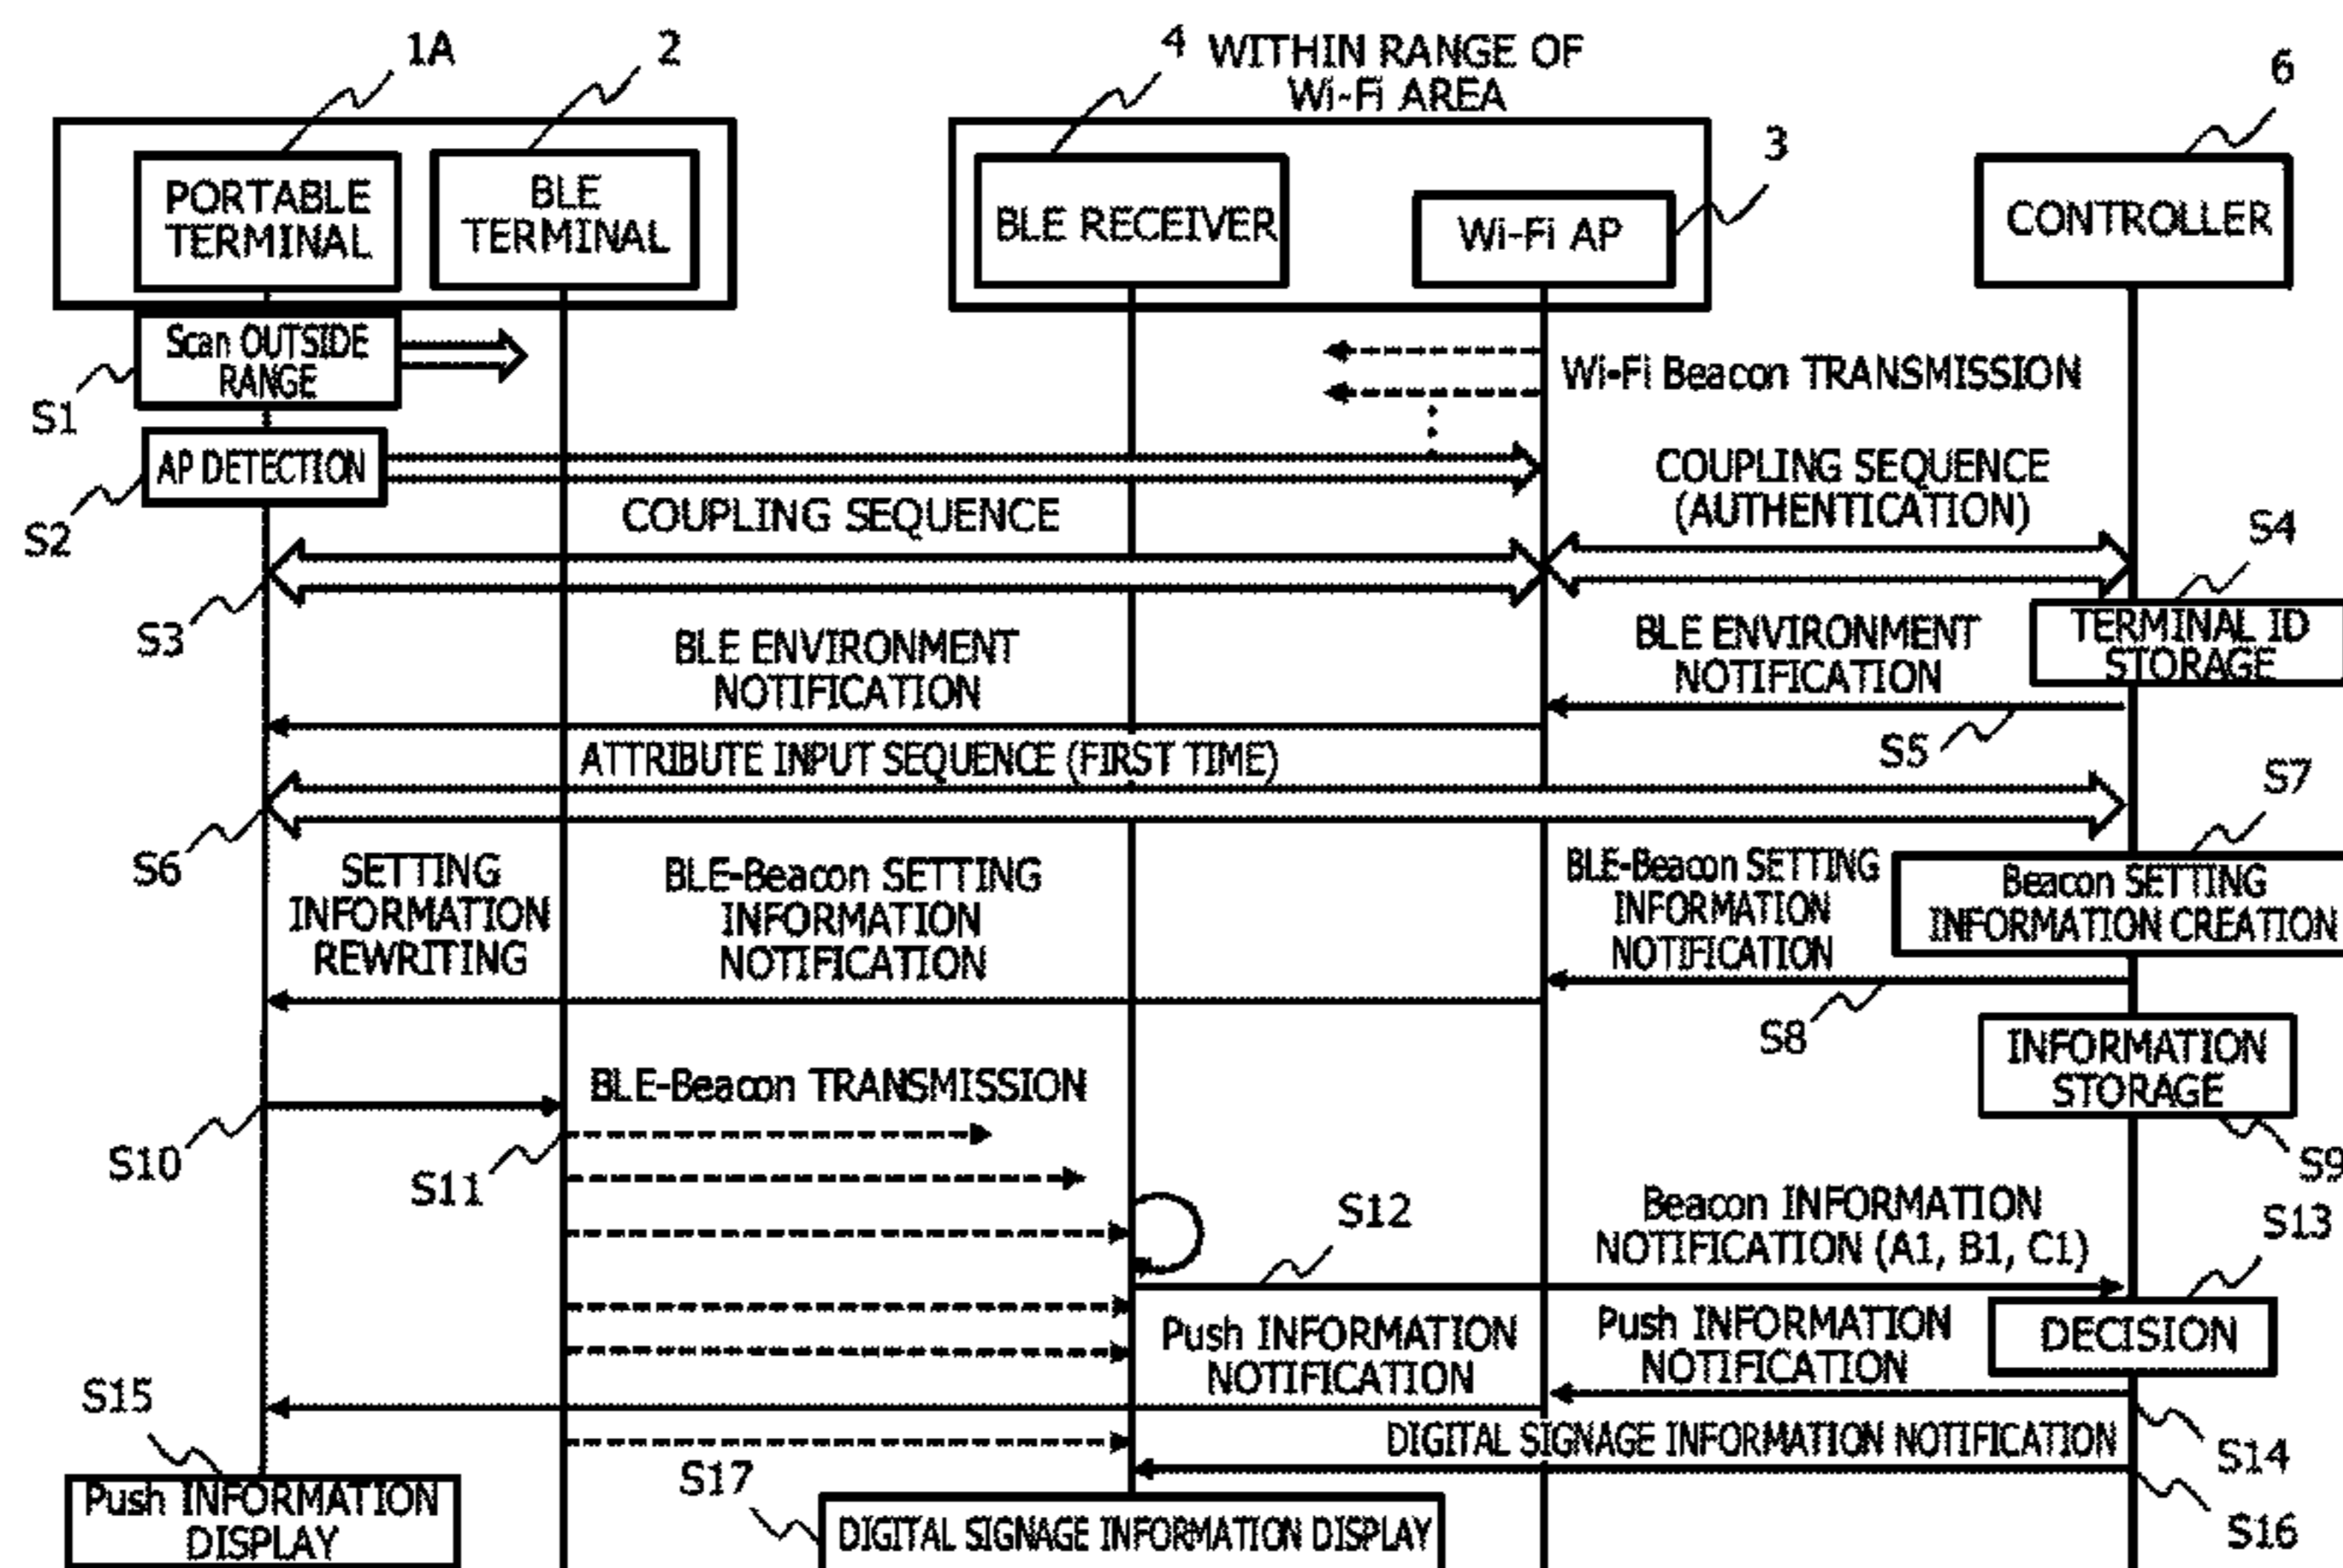 1A
2
4
WITHIN RANGE OF
Wi-Fi AREA
6
3
PORTABLE
TERMINAL
BLE
TERMINAL
BLE RECEIVER
Wi-Fi AP
CONTROLLER
Scan OUTSIDE
RANGE
S1
Wi-Fi Beacon TRANSMISSION
AP DETECTION
S2
COUPLING SEQUENCE
COUPLING SEQUENCE
(AUTHENTICATION)
S4
S3
TERMINAL ID
STORAGE
BLE ENVIRONMENT
NOTIFICATION
BLE ENVIRONMENT
NOTIFICATION
S5
ATTRIBUTE INPUT SEQUENCE (FIRST TIME)
S7
S6
SETTING
INFORMATION
REWRITING
BLE-Beacon SETTING
INFORMATION
NOTIFICATION
BLE-Beacon SETTING
INFORMATION
NOTIFICATION
Beacon SETTING
INFORMATION CREATION
S8
INFORMATION
STORAGE
S9
BLE-Beacon TRANSMISSION
S10
S11
S12
Beacon INFORMATION
NOTIFICATION (A1, B1, C1)
S13
DECISION
Push INFORMATION
NOTIFICATION
Push INFORMATION
NOTIFICATION
S15
S14
DIGITAL SIGNAGE INFORMATION NOTIFICATION
S17
S16
Push INFORMATION
DISPLAY
DIGITAL SIGNAGE INFORMATION DISPLAY